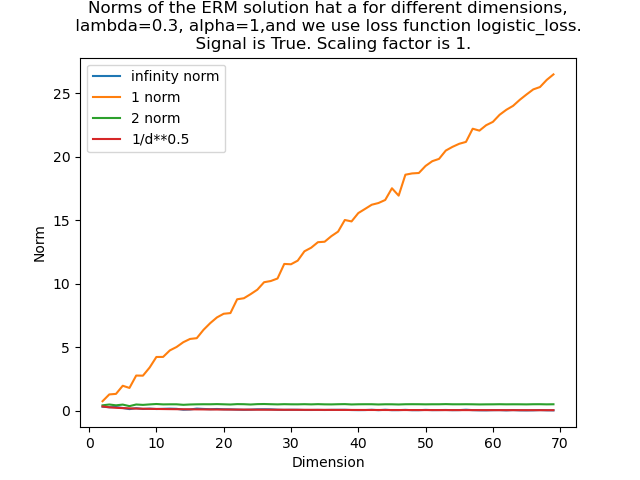 Norms of the ERM solution hat a for different dimensions,
lambda=0.3, alpha=1,and we use loss function logistic_loss.
Signal is True. Scaling factor is 1.
infinity norm
1 norm
2 norm
1/d**0.5
Norm
25
20
15
10
5
0
0 10 20 30 40 50 60 70
Dimension